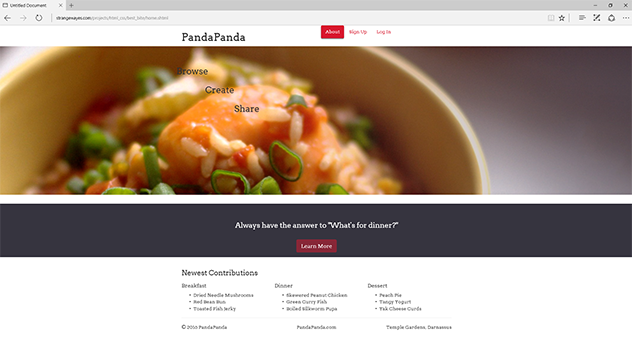 Untitled Document
strangewayes.com/projects/html_css/best_bite/home.shtml
PandaPanda
About Sign Up Log In
Browse
Create
Share
Always have the answer to "What's for dinner?"
Learn More
Newest Contributions
Breakfast
• Dried Needle Mushrooms
• Red Bean Bun
• Toasted Fish Jerky
Dinner
• Skewered Peanut Chicken
• Green Curry Fish
• Boiled Silkworm Pupa
Dessert
• Peach Pie
• Tangy Yogurt
• Yak Cheese Curds
© 2016 PandaPanda PandaPanda.com Temple Gardens, Darnassus